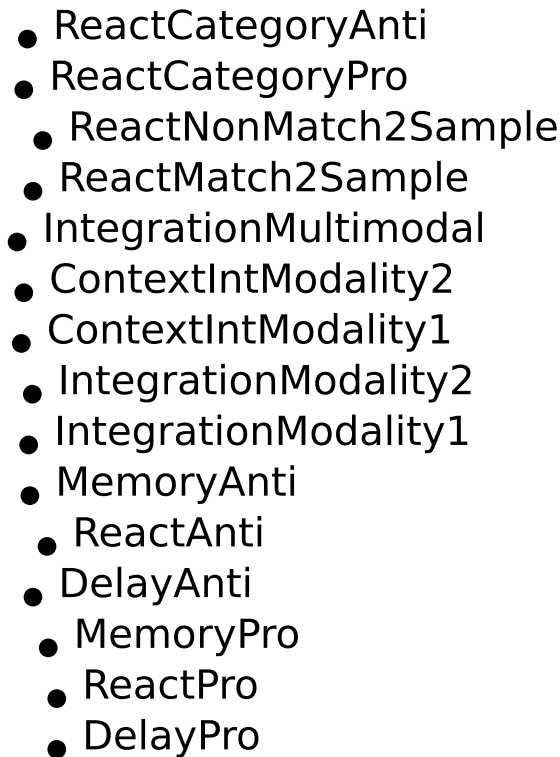 ReactCategoryAnti
ReactCategoryPro
ReactNonMatch2Sample
ReactMatch2Sample
IntegrationMultimodal
ContextIntModality2
ContextIntModality1
IntegrationModality2
IntegrationModality1
MemoryAnti
ReactAnti
DelayAnti
MemoryPro
ReactPro
DelayPro